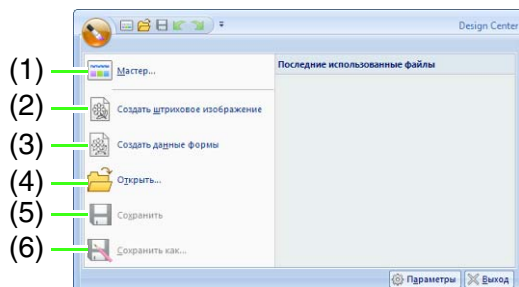 Design Center
(1) Мастер...
Последние использованные файлы
(2) Создать штриховое изображение
(3) Создать данные формы
(4) Открыть...
(5) Сохранить
(6) Сохранить как...
Параметры Выход